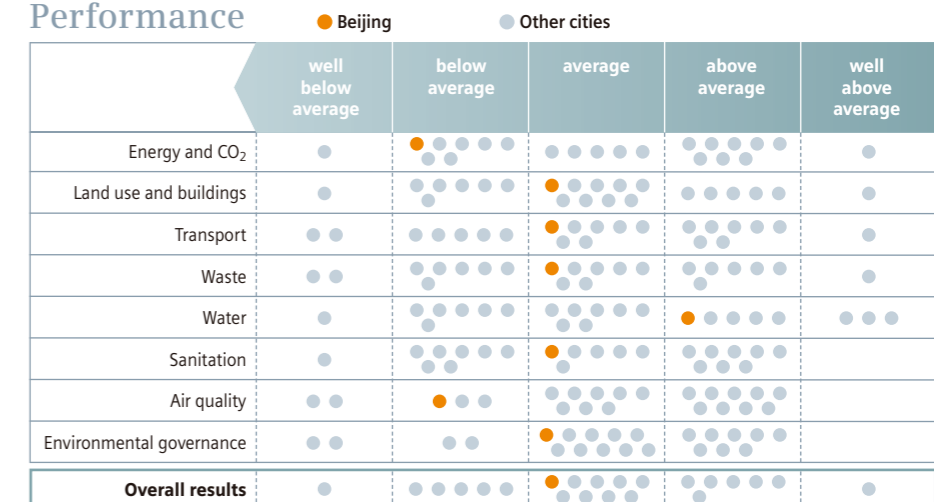 Performance
Beijing
Other cities
well
below
average
below
average
average
above
average
well
above
average
Energy and CO₂
Land use and buildings
Transport
Waste
Water
Sanitation
Air quality
Environmental governance
Overall results